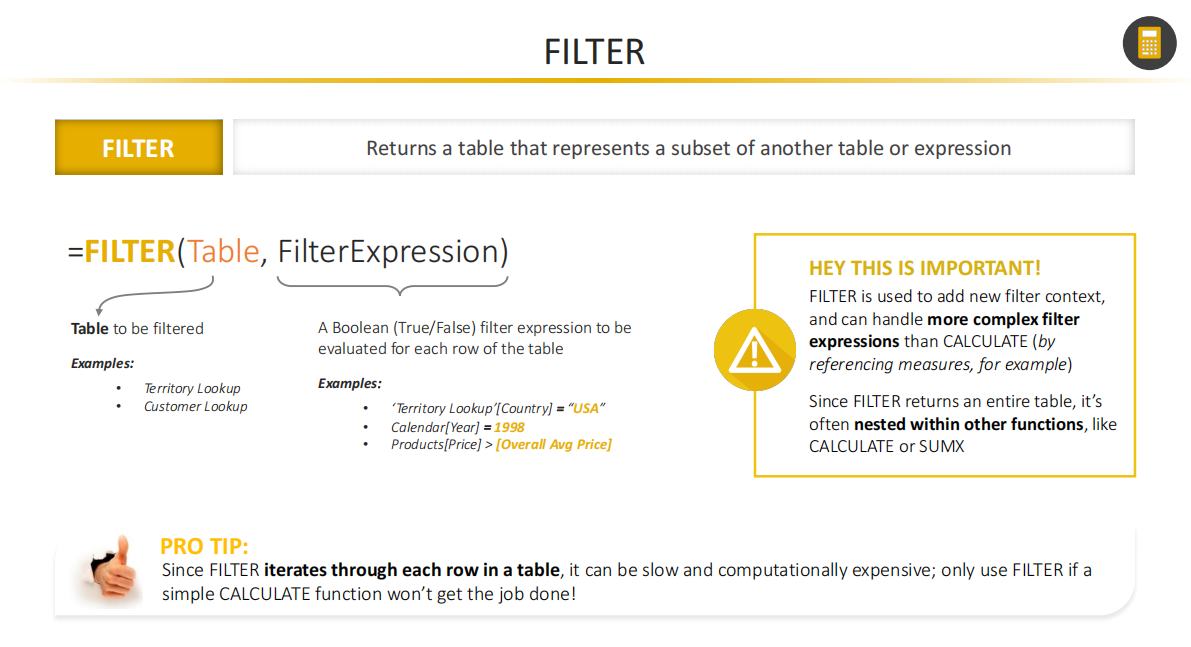 FILTER
FILTER
Returns a table that represents a subset of another table or expression
=FILTER(Table, FilterExpression)
Table to be filtered
Examples:
• Territory Lookup
• Customer Lookup
A Boolean (True/False) filter expression to be
evaluated for each row of the table
Examples:
• ‘Territory Lookup’[Country] = “USA”
• Calendar[Year] = 1998
• Products[Price] > [Overall Avg Price]
HEY THIS IS IMPORTANT!
FILTER is used to add new filter context,
and can handle more complex filter
expressions than CALCULATE (by
referencing measures, for example)
Since FILTER returns an entire table, it’s
often nested within other functions, like
CALCULATE or SUMX
PRO TIP:
Since FILTER iterates through each row in a table, it can be slow and computationally expensive; only use FILTER if a
simple CALCULATE function won’t get the job done!